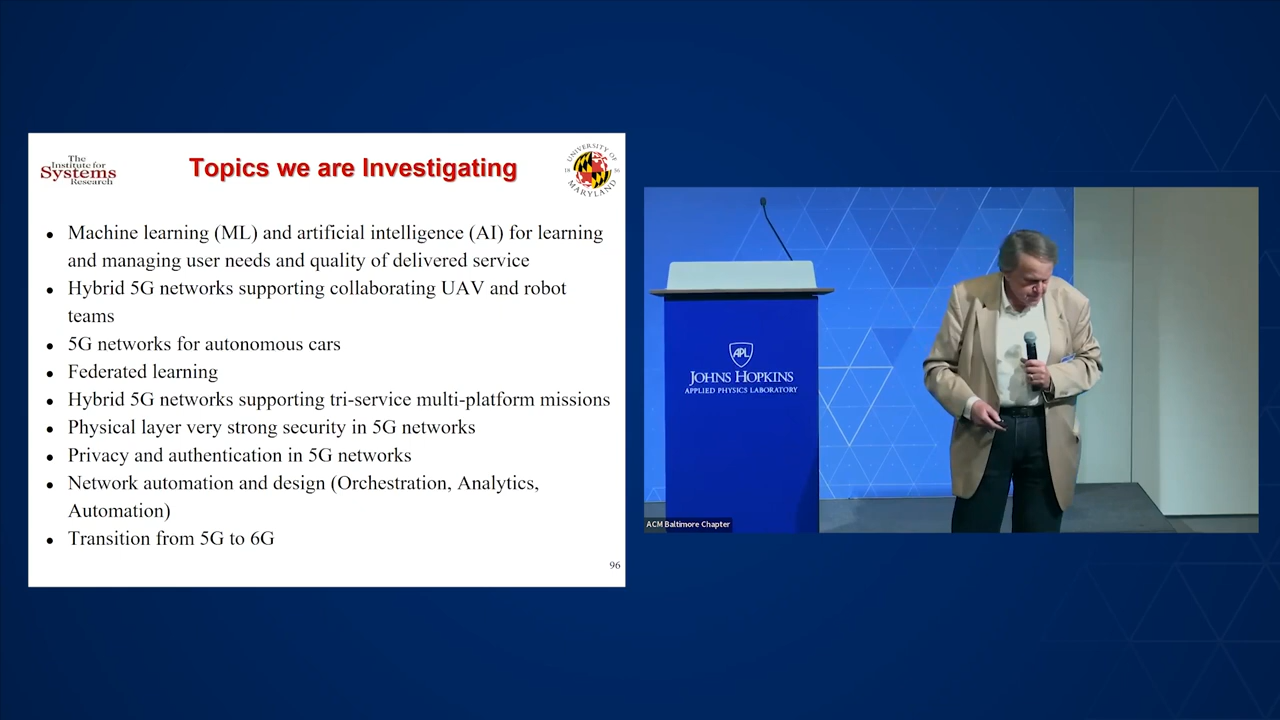 The
Institute for
Systems
Research
Topics we are Investigating
UNIVERSITY OF
18 56
MARYLAND
• Machine learning (ML) and artificial intelligence (AI) for learning
and managing user needs and quality of delivered service
• Hybrid 5G networks supporting collaborating UAV and robot
teams
• 5G networks for autonomous cars
• Federated learning
• Hybrid 5G networks supporting tri-service multi-platform missions
• Physical layer very strong security in 5G networks
• Privacy and authentication in 5G networks
• Network automation and design (Orchestration, Analytics,
Automation)
• Transition from 5G to 6G
96
APL
JOHNS HOPKINS
APPLIED PHYSICS LABORATORY
ACM Baltimore Chapter